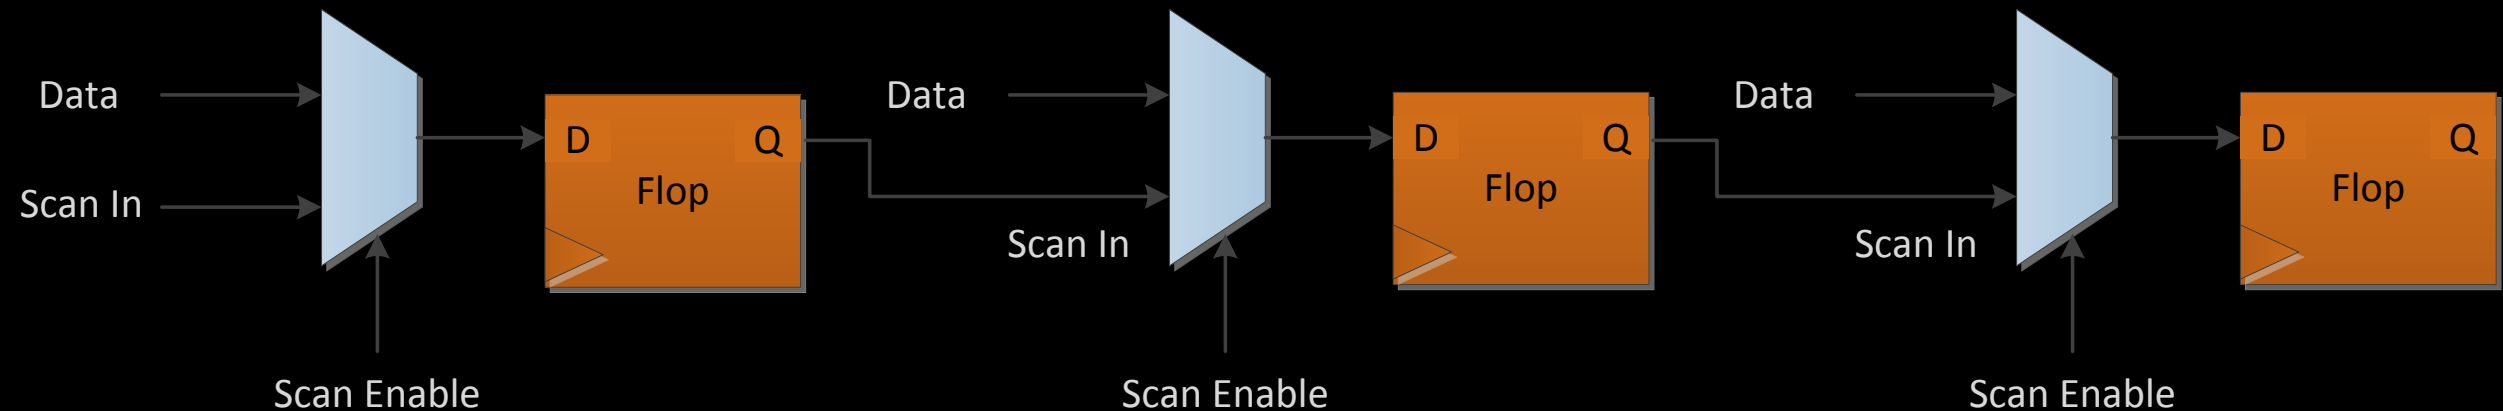 Data
Scan In
Scan Enable
D
Q
Flop
Data
Scan In
Scan Enable
D
Q
Flop
Data
Scan In
Scan Enable
D
Q
Flop